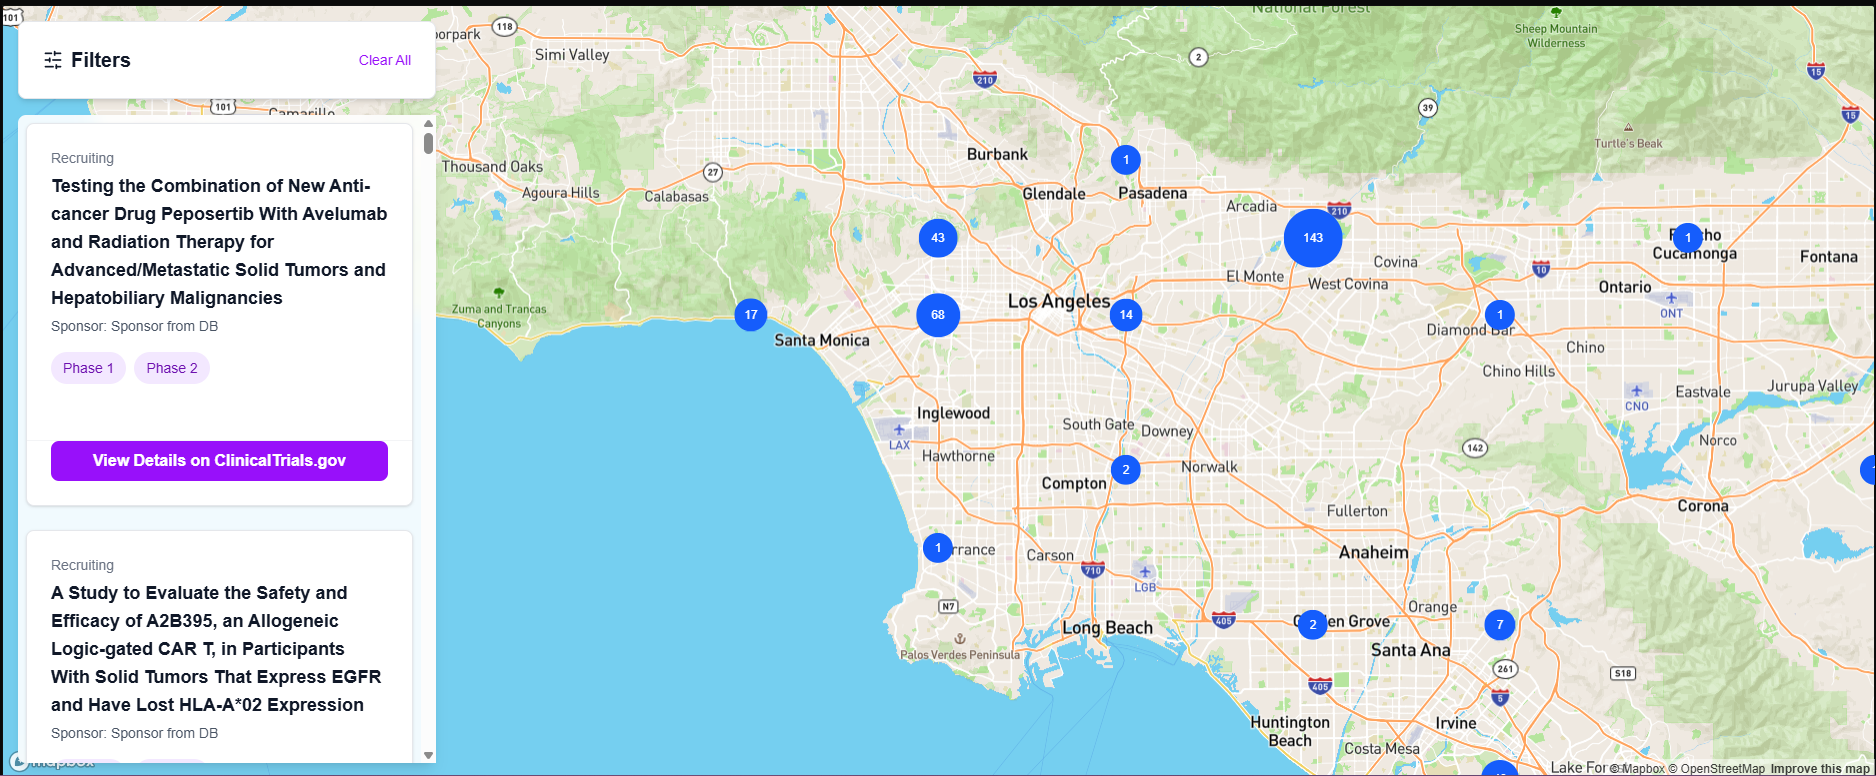 Filters
Clear All
Recruiting
Testing the Combination of New Anti-
cancer Drug Peposertib With Avelumab
and Radiation Therapy for
Advanced/Metastatic Solid Tumors and
Hepatobiliary Malignancies
Sponsor: Sponsor from DB
Phase 1
Phase 2
View Details on ClinicalTrials.gov
Recruiting
A Study to Evaluate the Safety and
Efficacy of A2B395, an Allogeneic
Logic-gated CAR T, in Participants
With Solid Tumors That Express EGFR
and Have Lost HLA-A*02 Expression
Sponsor: Sponsor from DB
mapbox
101
118
Simi Valley
National Forest
Sheep Mountain
Wilderness
2
210
15
101
Camarillo
39
15
Turtle's Beak
Burbank
1
Thousand Oaks
27
Agoura Hills
Calabasas
Glendale
Pasadena
Arcadia
210
43
143
1
Cucamonga
Covina
10
Fontana
El Monte
West Covina
Ontario
ONT
Zuma and Trancas
Canyons
Los Angeles
17
68
14
1
Diamond Bar
Santa Monica
Chino
Chino Hills
CNO
Eastvale
Jurupa Valley
Inglewood
LAX
South Gate
Downey
Hawthorne
142
Norco
2
Norwalk
Compton
Corona
Fullerton
1
Carson
Anaheim
710
LGB
N7
405
2
Orange
7
Long Beach
Santa Ana
Palos Verdes Peninsula
261
S18
405
5
Huntington
Beach
Irvine
Costa Mesa
© Mapbox © OpenStreetMap Improve this map